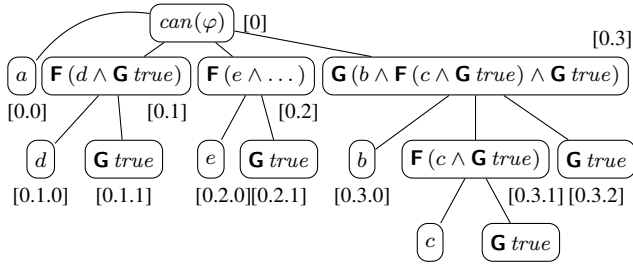 can(φ) [0]
[0.3]
a F (d ∧ G true) F (e ∧ ...) G (b ∧ F (c ∧ G true) ∧ G true)
[0.0] [0.1] [0.2]
d G true e G true b F (c ∧ G true) G true
[0.1.0] [0.1.1] [0.2.0] [0.2.1] [0.3.0] [0.3.1] [0.3.2]
c G true